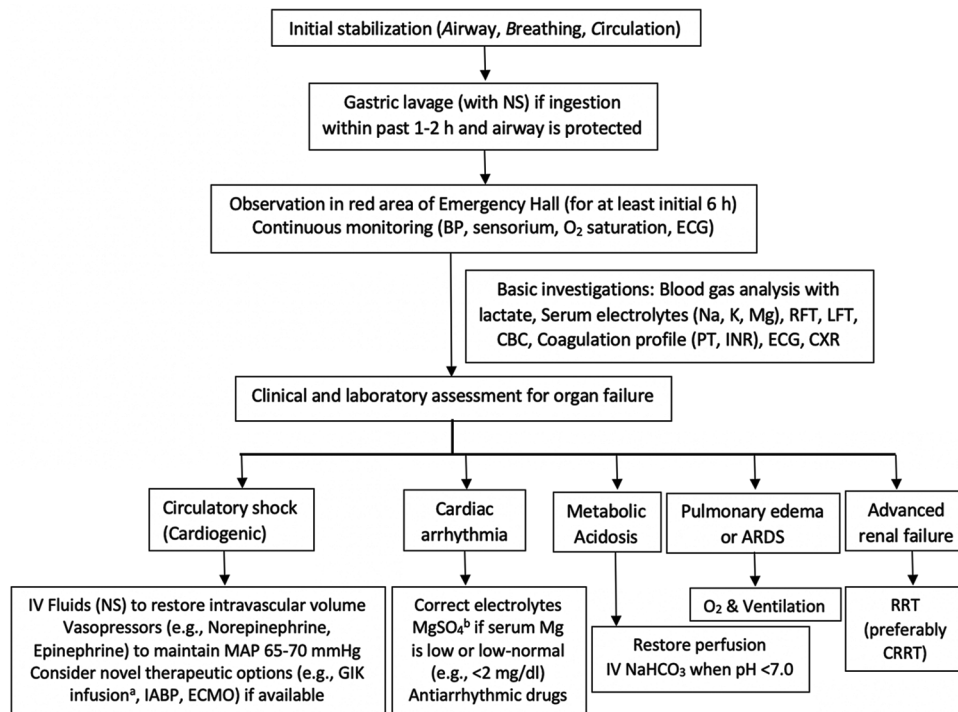 Initial stabilization (Airway, Breathing, Circulation)
Gastric lavage (with NS) if ingestion
within past 1-2 h and airway is protected
Observation in red area of Emergency Hall (for at least initial 6 h)
Continuous monitoring (BP, sensorium, O₂ saturation, ECG)
Basic investigations: Blood gas analysis with
lactate, Serum electrolytes (Na, K, Mg), RFT, LFT,
CBC, Coagulation profile (PT, INR), ECG, CXR
Clinical and laboratory assessment for organ failure
Circulatory shock
(Cardiogenic)
Cardiac
arrhythmia
Metabolic
Acidosis
Pulmonary edema
or ARDS
Advanced
renal failure
IV Fluids (NS) to restore intravascular volume
Vasopressors (e.g., Norepinephrine,
Epinephrine) to maintain MAP 65-70 mmHg
Consider novel therapeutic options (e.g., GIK
infusionᵃ, IABP, ECMO) if available
Correct electrolytes
MgSO₄ᵇ if serum Mg
is low or low-normal
(e.g., <2 mg/dl)
Antiarrhythmic drugs
Restore perfusion
IV NaHCO₃ when pH <7.0
O₂ & Ventilation
RRT
(preferably
CRRT)